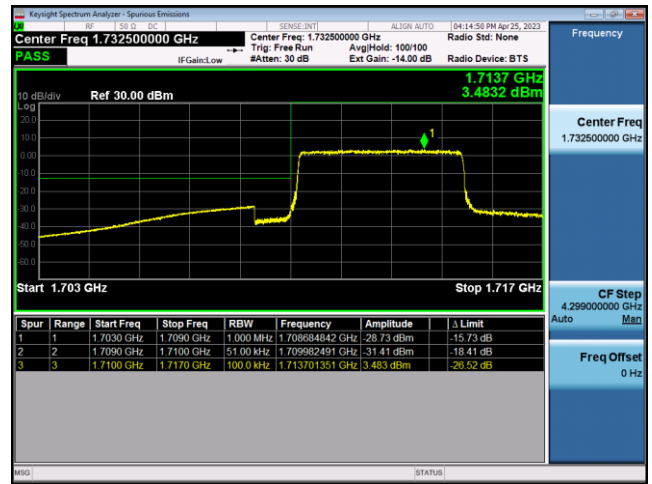 Keysight Spectrum Analyzer - Spurious Emissions
RF 50 Ω DC SENSE:INT ALIGN AUTO 04:14:50 PM Apr 25, 2023
Center Freq 1.732500000 GHz
Center Freq: 1.732500000 GHz Radio Std: None
Trig: Free Run Avg|Hold: 100/100
PASS
IFGain:Low #Atten: 30 dB Ext Gain: -14.00 dB Radio Device: BTS
1.7137 GHz
3.4832 dBm
10 dB/div Ref 30.00 dBm
Log
20.0
10.0
0.00
-10.0
-20.0
-30.0
-40.0
-50.0
-60.0
1
Start 1.703 GHz Stop 1.717 GHz
Spur Range Start Freq Stop Freq RBW Frequency Amplitude Δ Limit
1 1 1.7030 GHz 1.7090 GHz 1.000 MHz 1.708684842 GHz -28.73 dBm -15.73 dB
2 2 1.7090 GHz 1.7100 GHz 51.00 kHz 1.709982491 GHz -31.41 dBm -18.41 dB
3 3 1.7100 GHz 1.7170 GHz 100.0 kHz 1.713701351 GHz 3.483 dBm -26.52 dB
MSG STATUS
Frequency
Center Freq
1.732500000 GHz
CF Step
4.299000000 GHz
Auto Man
Freq Offset
0 Hz